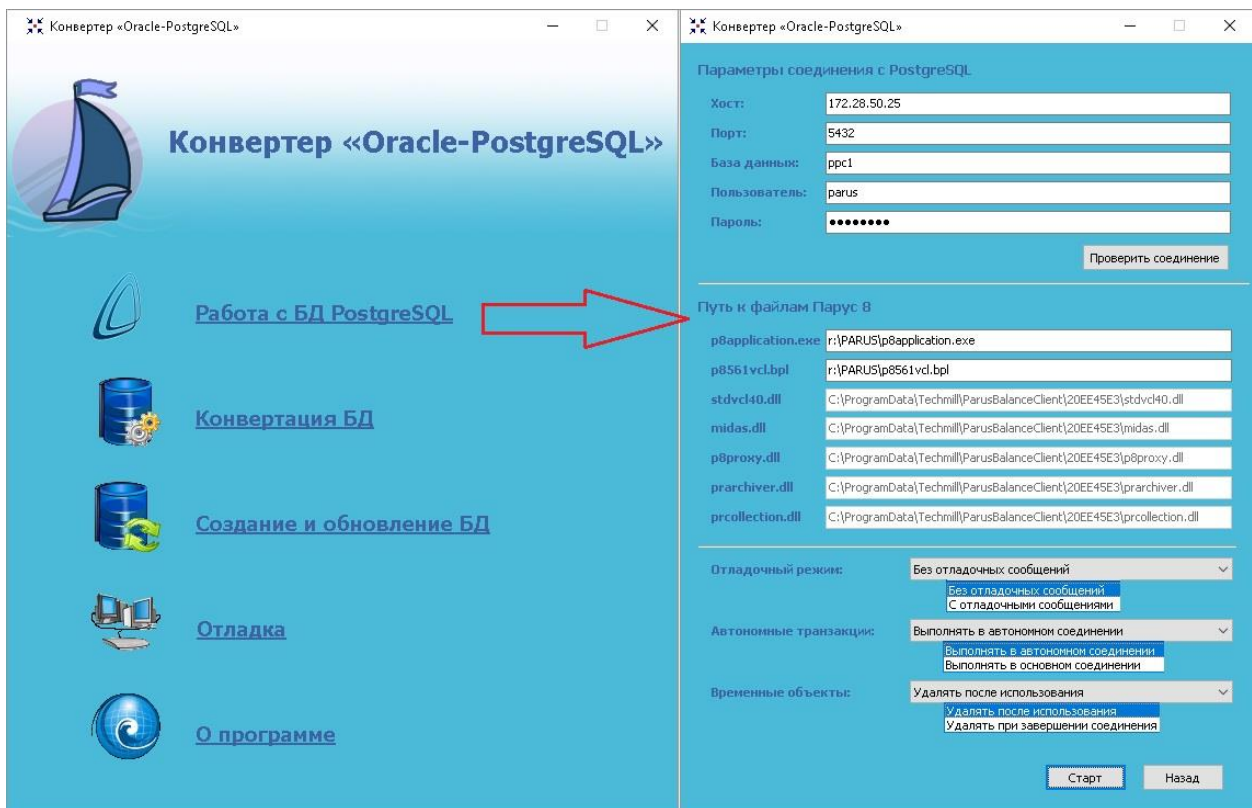 Конвертер «Oracle-PostgreSQL»
Конвертер «Oracle-PostgreSQL»
Работа с БД PostgreSQL
Конвертация БД
Создание и обновление БД
Отладка
О программе
Конвертер «Oracle-PostgreSQL»
Параметры соединения с PostgreSQL
Хост: 172.28.50.25
Порт: 5432
База данных: ppc1
Пользователь: parus
Пароль: ••••••••
Проверить соединение
Путь к файлам Парус 8
p8application.exe r:\PARUS\p8application.exe
p8561vcl.bpl r:\PARUS\p8561vcl.bpl
stdvcl40.dll C:\ProgramData\Techmill\ParusBalanceClient\20EE45E3\stdvcl40.dll
midas.dll C:\ProgramData\Techmill\ParusBalanceClient\20EE45E3\midas.dll
p8proxy.dll C:\ProgramData\Techmill\ParusBalanceClient\20EE45E3\p8proxy.dll
prarchiver.dll C:\ProgramData\Techmill\ParusBalanceClient\20EE45E3\prarchiver.dll
prcollection.dll C:\ProgramData\Techmill\ParusBalanceClient\20EE45E3\prcollection.dll
Отладочный режим: Без отладочных сообщений
Без отладочных сообщений
С отладочными сообщениями
Автономные транзакции: Выполнять в автономном соединении
Выполнять в автономном соединении
Выполнять в основном соединении
Временные объекты: Удалять после использования
Удалять после использования
Удалять при завершении соединения
Старт Назад